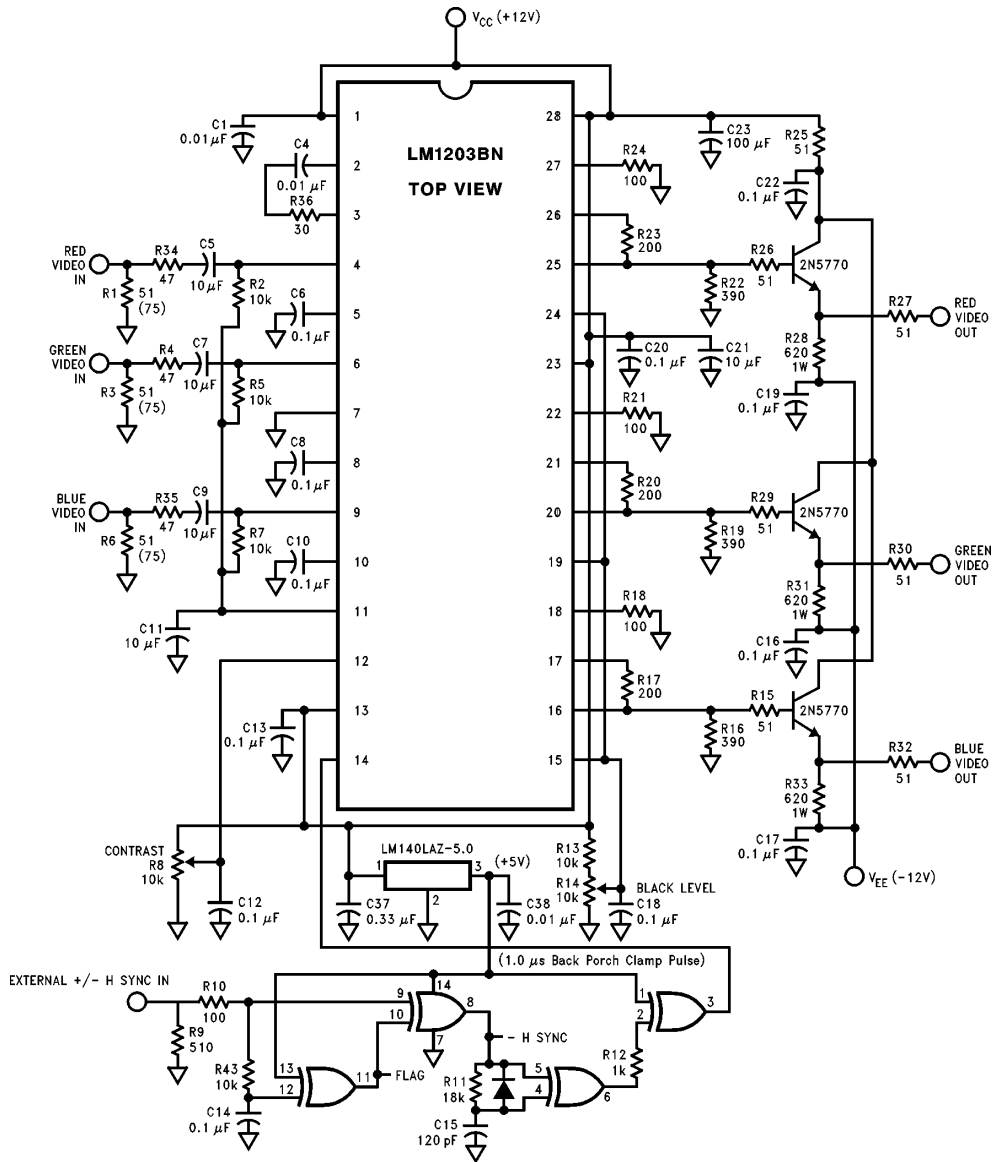 V_CC (+12V)
LM1203BN
TOP VIEW
1
2
3
4
5
6
7
8
9
10
11
12
13
14
28
27
26
25
24
23
22
21
20
19
18
17
16
15
C1
0.01 μF
C4
0.01 μF
R36
30
RED
VIDEO
IN
R34
47
C5
10 μF
R1
51
(75)
R2
10k
C6
0.1 μF
GREEN
VIDEO
IN
R4
47
C7
10 μF
R3
51
(75)
R5
10k
C8
0.1 μF
BLUE
VIDEO
IN
R35
47
C9
10 μF
R6
51
(75)
R7
10k
C10
0.1 μF
C11
10 μF
C13
0.1 μF
R24
100
C23
100 μF
R25
51
C22
0.1 μF
R23
200
R26
51
2N5770
R22
390
R27
51
RED
VIDEO
OUT
R28
620
1W
C20
0.1 μF
C21
10 μF
C19
0.1 μF
R21
100
R20
200
R29
51
2N5770
R19
390
R30
51
GREEN
VIDEO
OUT
R31
620
1W
R18
100
C16
0.1 μF
R17
200
R15
51
2N5770
R16
390
R32
51
BLUE
VIDEO
OUT
R33
620
1W
C17
0.1 μF
V_EE (-12V)
CONTRAST
R8
10k
C12
0.1 μF
LM140LAZ-5.0
1
2
3
(+5V)
C37
0.33 μF
C38
0.01 μF
R13
10k
R14
10k
BLACK LEVEL
C18
0.1 μF
(1.0 μs Back Porch Clamp Pulse)
EXTERNAL +/- H SYNC IN
R10
100
R9
510
R43
10k
C14
0.1 μF
13
12
11
FLAG
9
10
14
7
8
- H SYNC
R11
18k
C15
120 pF
5
4
6
R12
1k
1
2
3